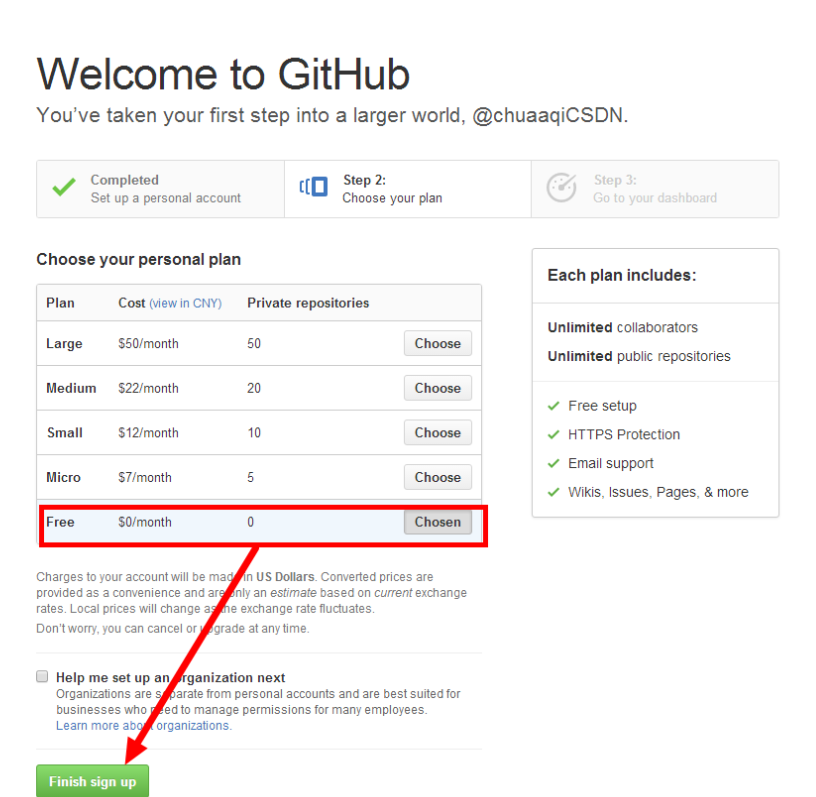 Welcome to GitHub
You've taken your first step into a larger world, @chuaaqiCSDN.
Completed
Set up a personal account
Step 2:
Choose your plan
Step 3:
Go to your dashboard
Choose your personal plan
Plan Cost (view in CNY) Private repositories
Large $50/month 50 Choose
Medium $22/month 20 Choose
Small $12/month 10 Choose
Micro $7/month 5 Choose
Free $0/month 0 Chosen
Charges to your account will be made in US Dollars. Converted prices are
provided as a convenience and are only an estimate based on current exchange
rates. Local prices will change as the exchange rate fluctuates.
Don't worry, you can cancel or upgrade at any time.
Help me set up an organization next
Organizations are separate from personal accounts and are best suited for
businesses who need to manage permissions for many employees.
Learn more about organizations.
Finish sign up
Each plan includes:
Unlimited collaborators
Unlimited public repositories
Free setup
HTTPS Protection
Email support
Wikis, Issues, Pages, & more